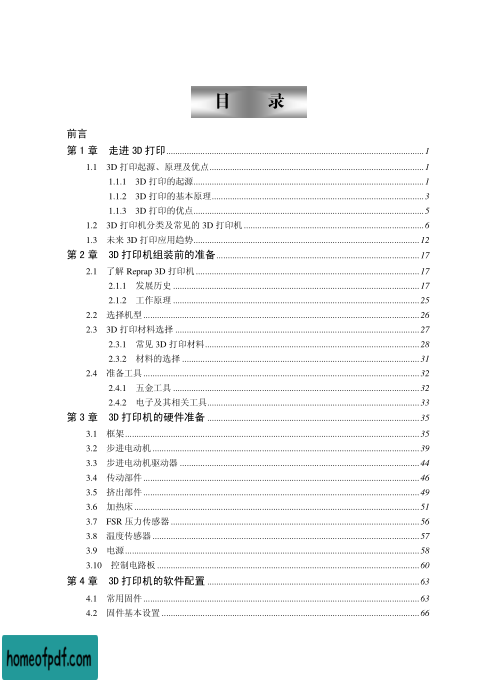 目 录
前言
第 1 章 走进 3D 打印 1
1.1 3D 打印起源、原理及优点 1
1.1.1 3D 打印的起源 1
1.1.2 3D 打印的基本原理 3
1.1.3 3D 打印的优点 5
1.2 3D 打印机分类及常见的 3D 打印机 6
1.3 未来 3D 打印应用趋势 12
第 2 章 3D 打印机组装前的准备 17
2.1 了解 Reprap 3D 打印机 17
2.1.1 发展历史 17
2.1.2 工作原理 25
2.2 选择机型 26
2.3 3D 打印材料选择 27
2.3.1 常见 3D 打印材料 28
2.3.2 材料的选择 31
2.4 准备工具 32
2.4.1 五金工具 32
2.4.2 电子及其相关工具 33
第 3 章 3D 打印机的硬件准备 35
3.1 框架 35
3.2 步进电动机 39
3.3 步进电动机驱动器 44
3.4 传动部件 46
3.5 挤出部件 49
3.6 加热床 51
3.7 FSR 压力传感器 56
3.8 温度传感器 57
3.9 电源 58
3.10 控制电路板 60
第 4 章 3D 打印机的软件配置 63
4.1 常用固件 63
4.2 固件基本设置 66
homeofpdf.com